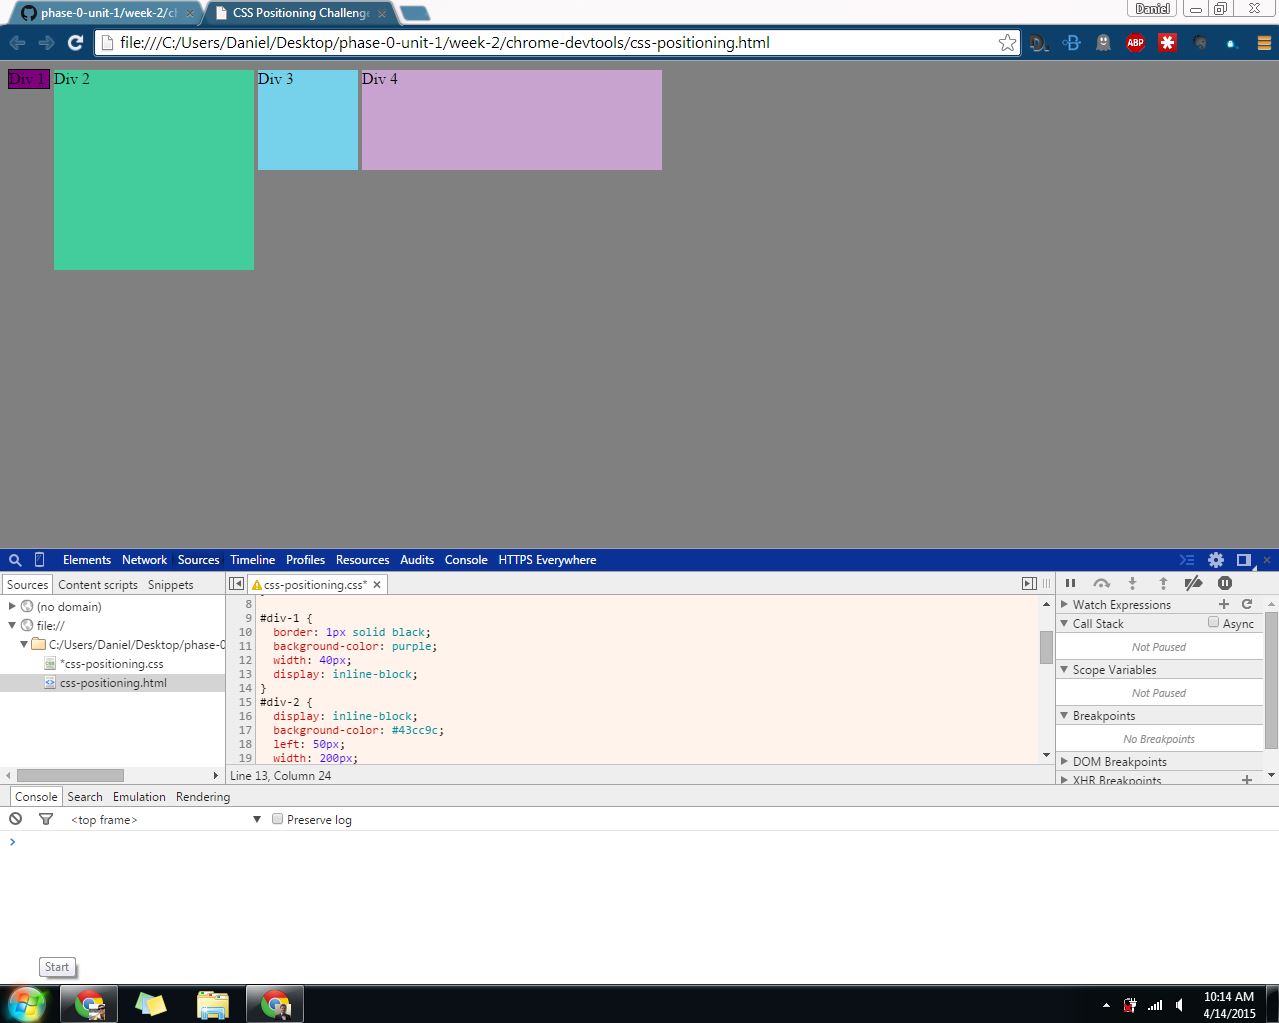 phase-0-unit-1/week-2/cl
CSS Positioning Challenge
Daniel
file:///C:/Users/Daniel/Desktop/phase-0-unit-1/week-2/chrome-devtools/css-positioning.html
ABP
Div 1
Div 2
Div 3
Div 4
Elements Network Sources Timeline Profiles Resources Audits Console HTTPS Everywhere
Sources Content scripts Snippets
css-positioning.css*
(no domain)
file://
C:/Users/Daniel/Desktop/phase-0
*css-positioning.css
css-positioning.html
8
9 #div-1 {
10 border: 1px solid black;
11 background-color: purple;
12 width: 40px;
13 display: inline-block;
14 }
15 #div-2 {
16 display: inline-block;
17 background-color: #43cc9c;
18 left: 50px;
19 width: 200px;
Line 13, Column 24
Watch Expressions
Call Stack Async
Not Paused
Scope Variables
Not Paused
Breakpoints
No Breakpoints
DOM Breakpoints
XHR Breakpoints
Console Search Emulation Rendering
<top frame> Preserve log
Start
10:14 AM
4/14/2015